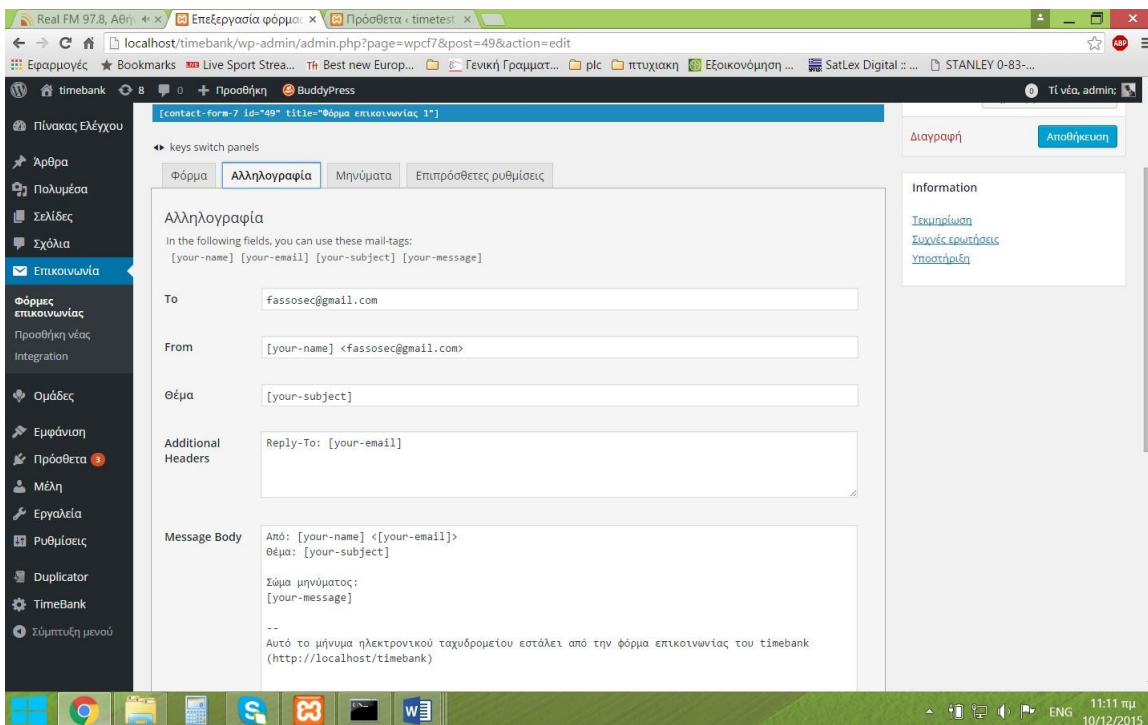 Real FM 97.8, Αθήν
Επεξεργασία φόρμας
Πρόσθετα ‹ timetest
localhost/timebank/wp-admin/admin.php?page=wpcf7&post=49&action=edit
ABP
Εφαρμογές Bookmarks Live Sport Strea... Best new Europ... Γενική Γραμματ... plc πτυχιακη Εξοικονόμηση ... SatLex Digital :: ... STANLEY 0-83-...
timebank 8 0 + Προσθήκη BuddyPress
0 Τί νέα, admin;
Πίνακας Ελέγχου
Άρθρα
Πολυμέσα
Σελίδες
Σχόλια
Επικοινωνία
Φόρμες
επικοινωνίας
Προσθήκη νέας
Integration
Ομάδες
Εμφάνιση
Πρόσθετα 3
Μέλη
Εργαλεία
Ρυθμίσεις
Duplicator
TimeBank
Σύμπτυξη μενού
[contact-form-7 id="49" title="Φόρμα επικοινωνίας 1"]
keys switch panels
Φόρμα Αλληλογραφία Μηνύματα Επιπρόσθετες ρυθμίσεις
Αλληλογραφία
In the following fields, you can use these mail-tags:
[your-name] [your-email] [your-subject] [your-message]
To fassosec@gmail.com
From [your-name] <fassosec@gmail.com>
Θέμα [your-subject]
Additional
Headers
Reply-To: [your-email]
Message Body
Από: [your-name] <[your-email]>
Θέμα: [your-subject]
Σώμα μηνύματος:
[your-message]
--
Αυτό το μήνυμα ηλεκτρονικού ταχυδρομείου εστάλει από την φόρμα επικοινωνίας του timebank
(http://localhost/timebank)
Διαγραφή Αποθήκευση
Information
Τεκμηρίωση
Συχνές ερωτήσεις
Υποστήριξη
ENG
11:11 πμ
10/12/2015